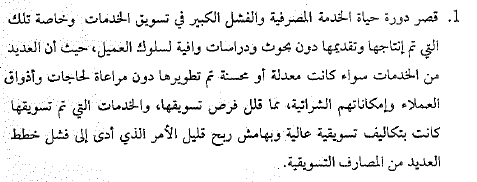 1. قصر دورة حياة الخدمة المصرفية والفشل الكبير في تسويق الخدمات وخاصة تلك
التي تم إنتاجها وتقديمها دون بحوث ودراسات وافية لسلوك العميل، حيث أن العديد
من الخدمات سواء كانت معدلة أو محسنة تم تطويرها دون مراعاة لحاجات وأذواق
العملاء وإمكاناتهم الشرائية، مما قلل فرص تسويقها، والخدمات التي تم تسويقها
كانت بتكاليف تسويقية عالية وبهامش ربح قليل الأمر الذي أدى إلى فشل خطط
العديد من المصارف التسويقية.